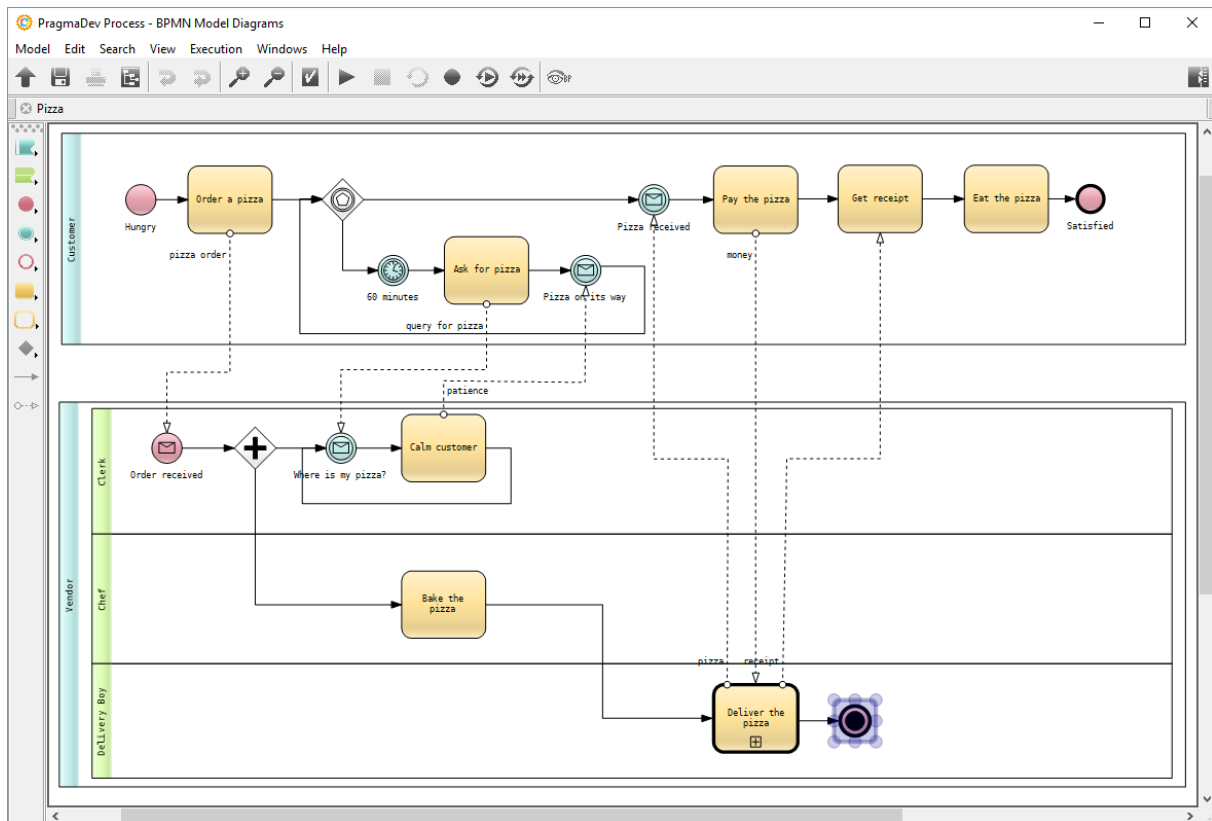 PragmaDev Process - BPMN Model Diagrams
Model Edit Search View Execution Windows Help
BP
Pizza
Customer
Hungry
Order a pizza
pizza order
60 minutes
Ask for pizza
query for pizza
Pizza on its way
Pizza received
Pay the pizza
money
Get receipt
Eat the pizza
Satisfied
patience
Vendor
Clerk
Order received
Where is my pizza?
Calm customer
Chef
Bake the
pizza
Delivery Boy
pizza
receipt
Deliver the
pizza